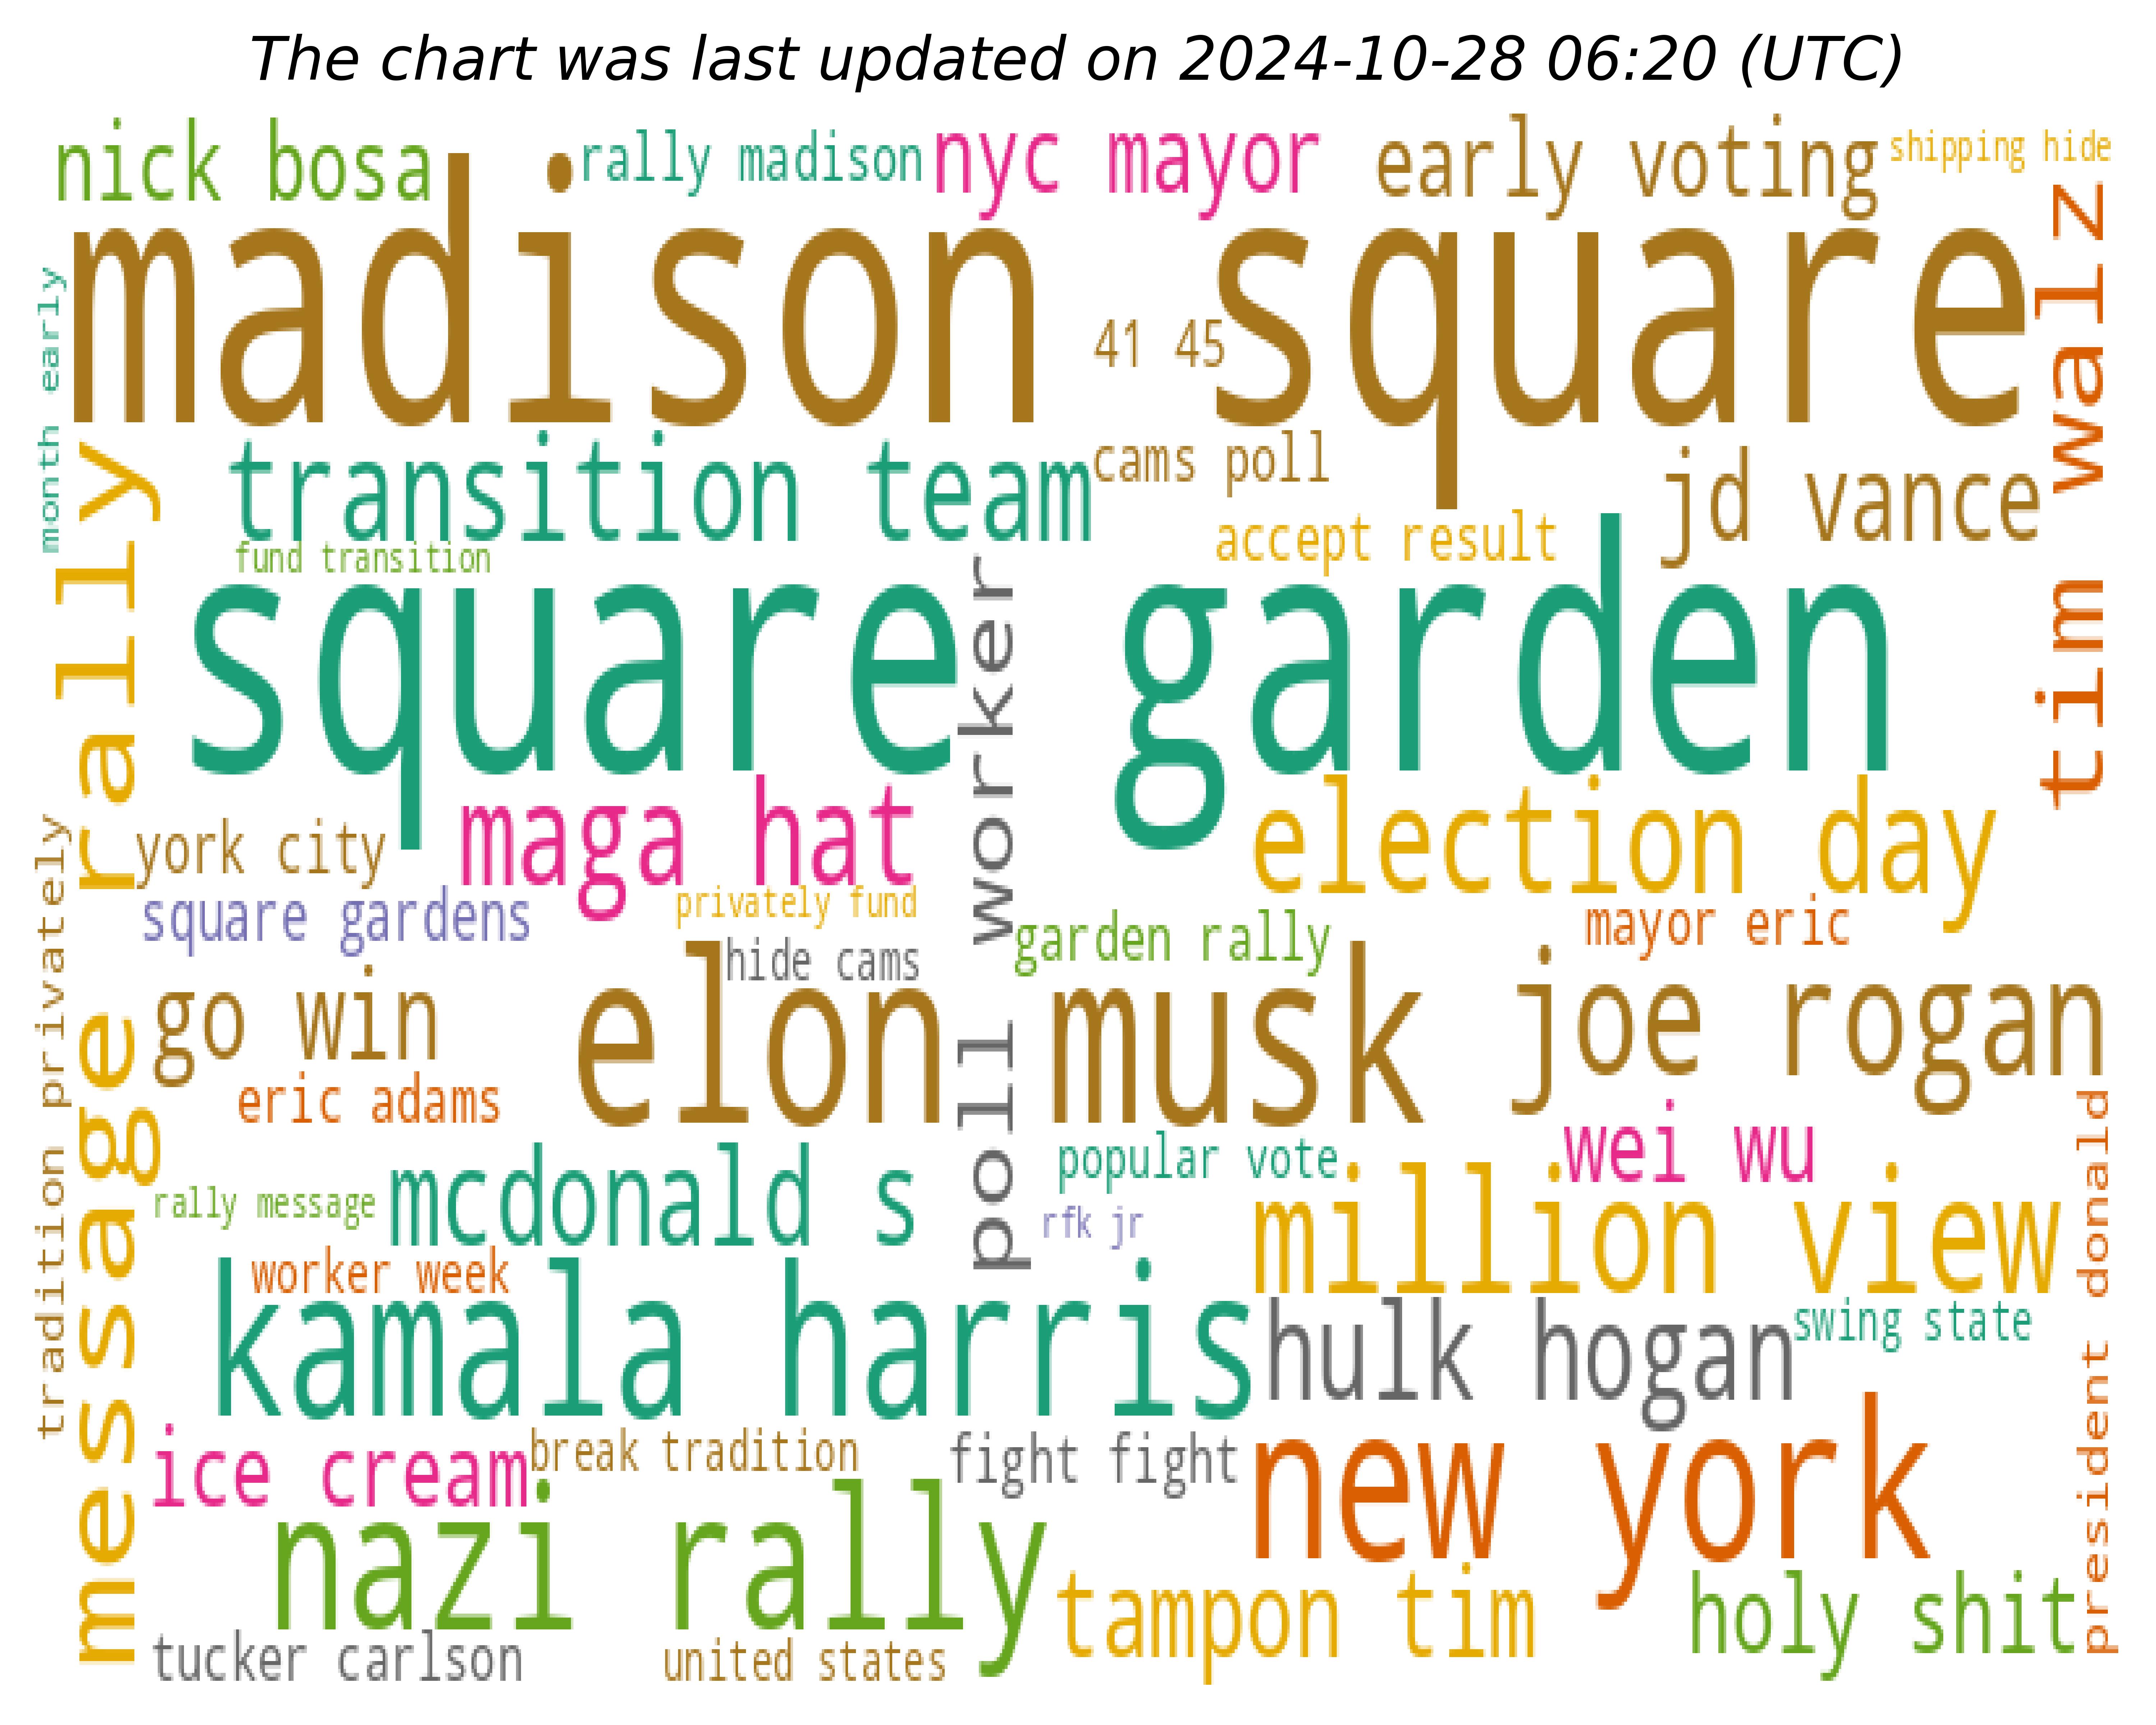 The chart was last updated on 2024-10-28 06:20 (UTC)
nick bosa
rally madison
nyc mayor
early voting
shipping hide
madison square
41 45
tim walz
month early
transition team
cams poll
jd vance
accept result
fund transition
message rally
square garden
poll worker
maga hat
election day
york city
square gardens
privately fund
garden rally
mayor eric
tradition privately
hide cams
go win
elon musk
joe rogan
eric adams
wei wu
popular vote
mcdonald s
rally message
rfk jr
million view
president donald
worker week
kamala harris
hulk hogan
swing state
ice cream
break tradition
fight fight
new york
nazi rally
tampon tim
holy shit
tucker carlson
united states